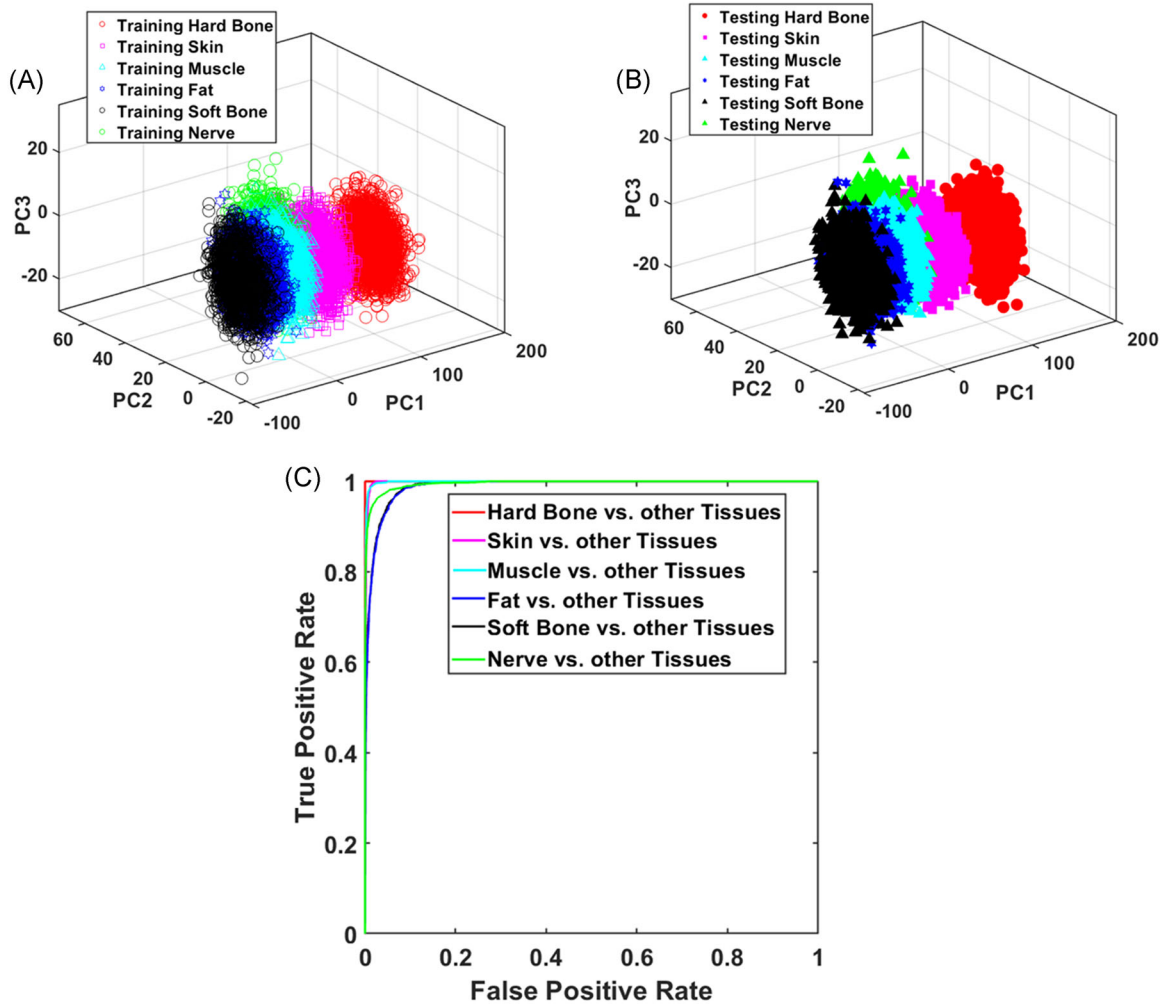 (A)
Training Hard Bone
Training Skin
Training Muscle
Training Fat
Training Soft Bone
Training Nerve
PC3
20
0
-20
60
40
20
0
-20
PC2
-100
0
100
200
PC1
(B)
Testing Hard Bone
Testing Skin
Testing Muscle
Testing Fat
Testing Soft Bone
Testing Nerve
PC3
20
0
-20
60
40
20
0
-20
PC2
-100
0
100
200
PC1
(C)
Hard Bone vs. other Tissues
Skin vs. other Tissues
Muscle vs. other Tissues
Fat vs. other Tissues
Soft Bone vs. other Tissues
Nerve vs. other Tissues
True Positive Rate
1
0.8
0.6
0.4
0.2
0
0
0.2
0.4
0.6
0.8
1
False Positive Rate